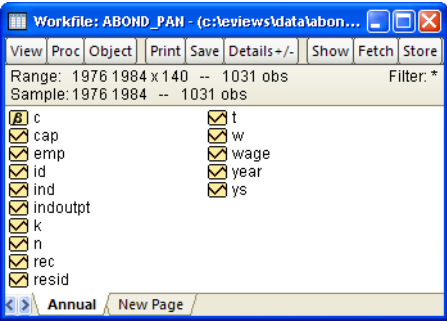 Workfile: ABOND_PAN - (c:\eviews\data\abon...
View Proc Object Print Save Details+/- Show Fetch Store
Range: 1976 1984 x 140 -- 1031 obs Filter: *
Sample: 1976 1984 -- 1031 obs
β c
cap
emp
id
ind
indoutpt
k
n
rec
resid
t
w
wage
year
ys
Annual New Page